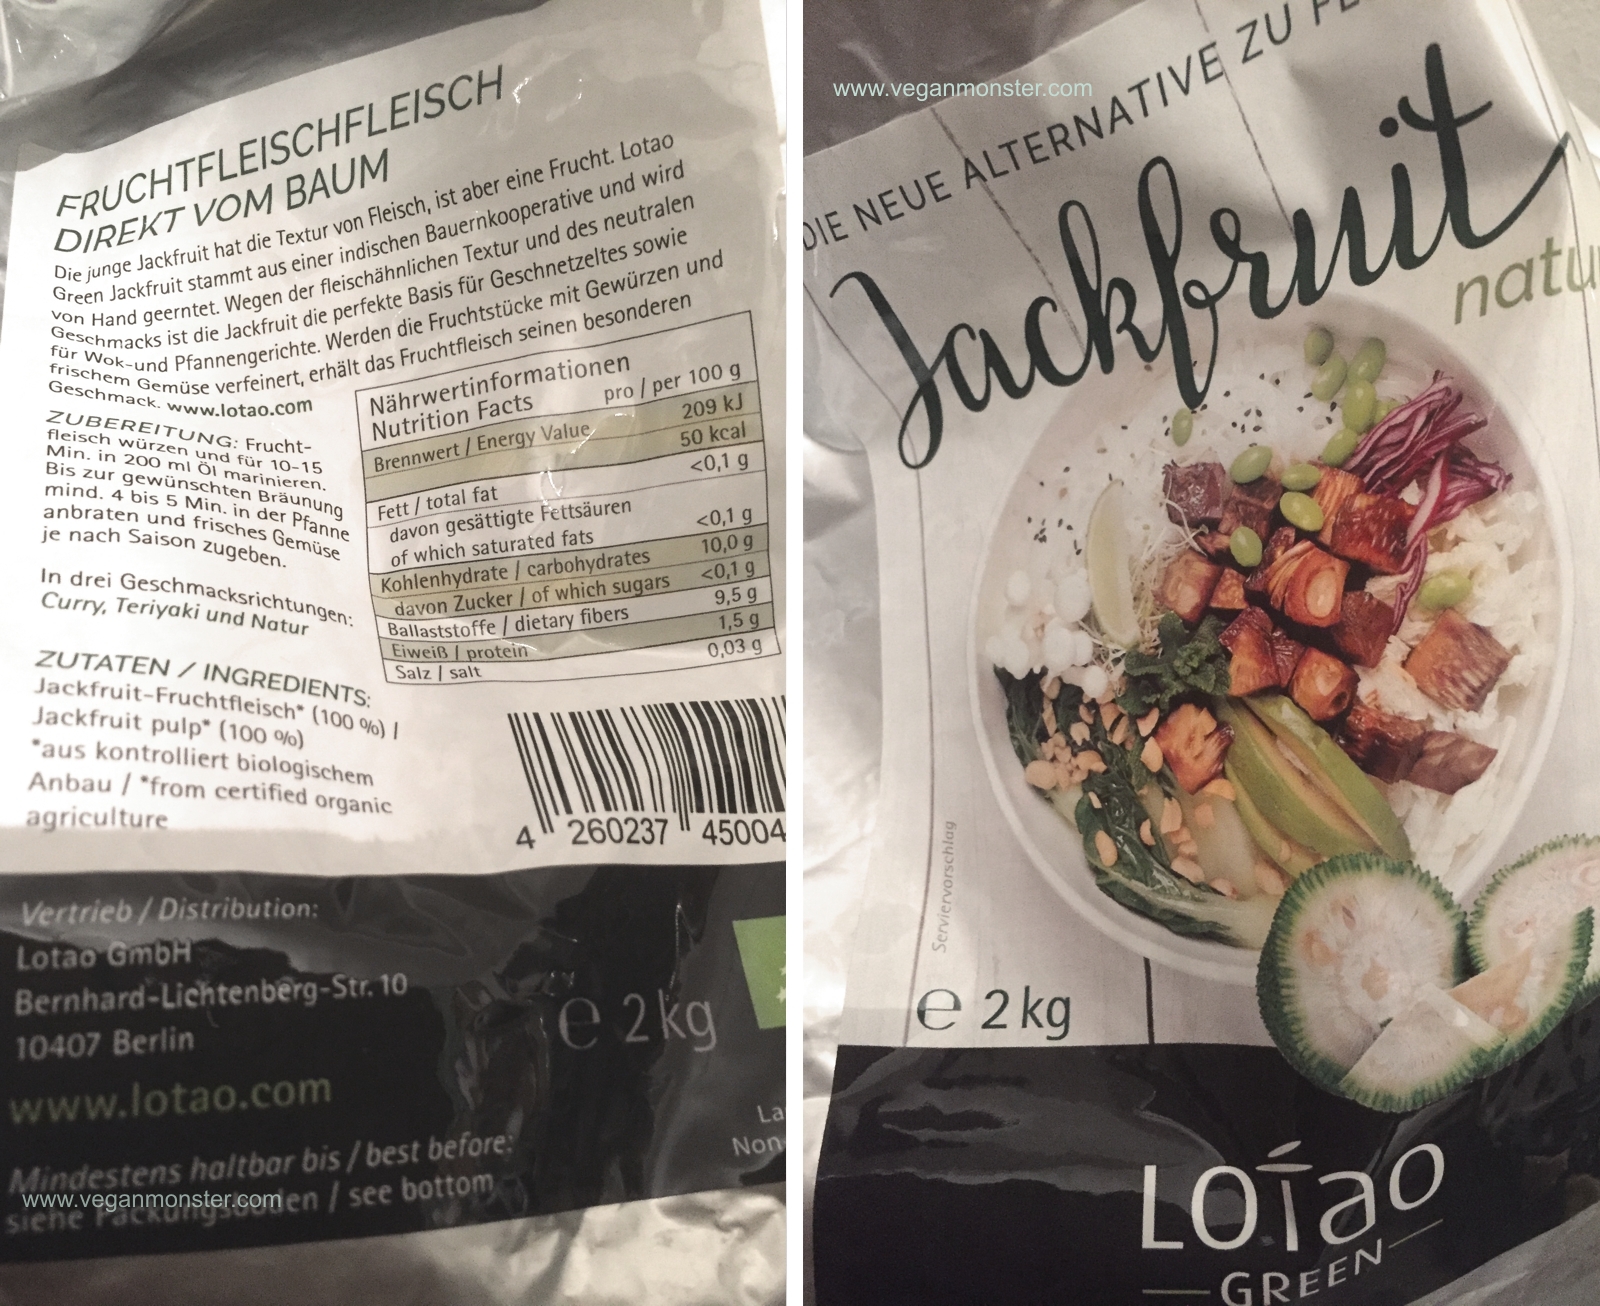 FRUCHTFLEISCHFLEISCH
DIREKT VOM BAUM
Die junge Jackfruit hat die Textur von Fleisch, ist aber eine Frucht. Lotao
Green Jackfruit stammt aus einer indischen Bauernkooperative und wird
von Hand geerntet. Wegen der fleischähnlichen Textur und des neutralen
Geschmacks ist die Jackfruit die perfekte Basis für Geschnetzeltes sowie
für Wok-und Pfannengerichte. Werden die Fruchtstücke mit Gewürzen und
frischem Gemüse verfeinert, erhält das Fruchtfleisch seinen besonderen
Geschmack. www.lotao.com
ZUBEREITUNG: Frucht-
fleisch würzen und für 10-15
Min. in 200 ml Öl marinieren.
Bis zur gewünschten Bräunung
mind. 4 bis 5 Min. in der Pfanne
anbraten und frisches Gemüse
je nach Saison zugeben.
In drei Geschmacksrichtungen:
Curry, Teriyaki und Natur
ZUTATEN / INGREDIENTS:
Jackfruit-Fruchtfleisch* (100 %) /
Jackfruit pulp* (100 %)
*aus kontrolliert biologischem
Anbau / *from certified organic
agriculture
Nährwertinformationen
Nutrition Facts pro / per 100 g
Brennwert / Energy Value 209 kJ
50 kcal
Fett / total fat <0,1 g
davon gesättigte Fettsäuren
of which saturated fats <0,1 g
Kohlenhydrate / carbohydrates 10,0 g
davon Zucker / of which sugars <0,1 g
Ballaststoffe / dietary fibers 9,5 g
Eiweiß / protein 1,5 g
Salz / salt 0,03 g
4 260237 45004
Vertrieb / Distribution:
Lotao GmbH
Bernhard-Lichtenberg-Str. 10
10407 Berlin
www.lotao.com
e 2 kg
La
Non-
Mindestens haltbar bis / best before:
siehe Packungsboden / see bottom
www.veganmonster.com
www.veganmonster.com
DIE NEUE ALTERNATIVE ZU
Jackfruit
natu
Serviervorschlag
e 2 kg
LOTao
GREEN